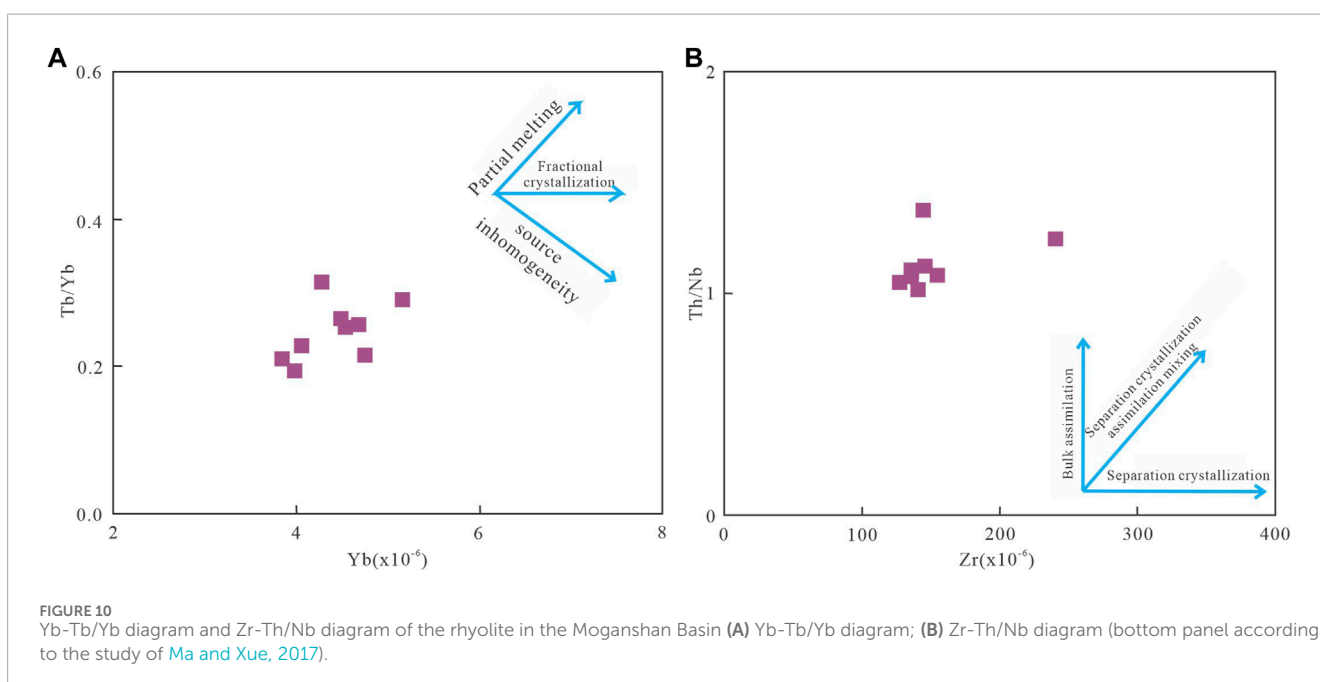 A
0.6
0.4
0.2
0.0
Tb/Yb
2
4
6
8
Yb(x10⁻⁶)
Partial melting
Fractional
crystallization
source
inhomogeneity
B
2
1
0
Th/Nb
0
100
200
300
400
Zr(x10⁻⁶)
Bulk assimilation
Separation crystallization
assimilation mixing
Separation crystallization
FIGURE 10
Yb-Tb/Yb diagram and Zr-Th/Nb diagram of the rhyolite in the Moganshan Basin (A) Yb-Tb/Yb diagram; (B) Zr-Th/Nb diagram (bottom panel according
to the study of Ma and Xue, 2017).